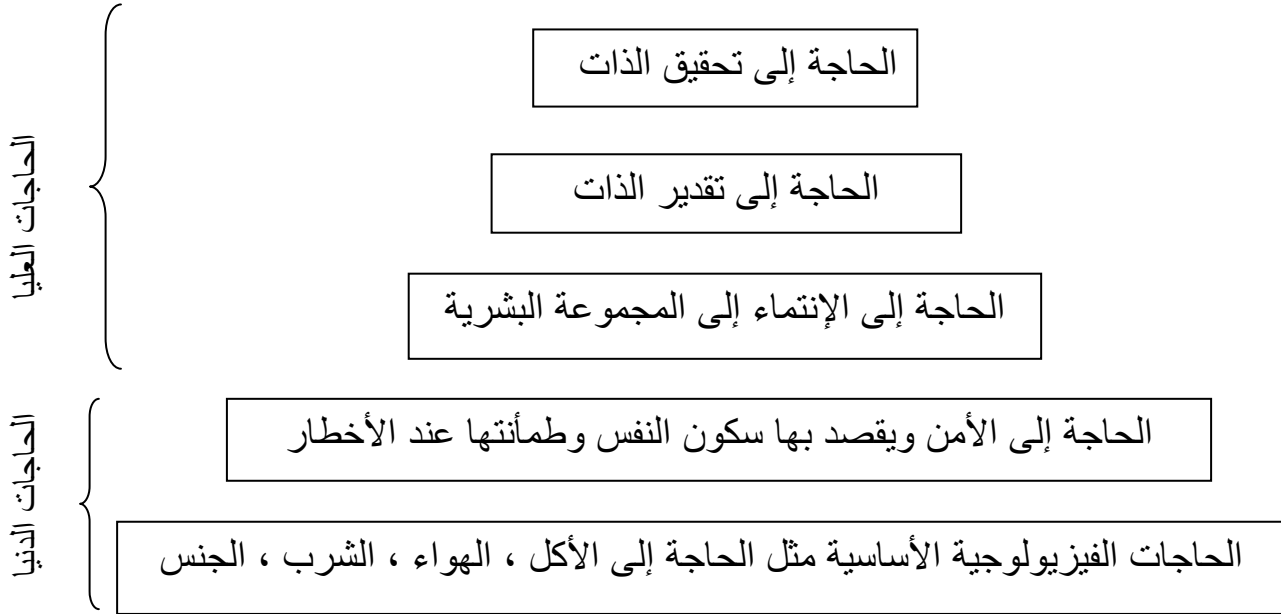 الحاجة إلى تحقيق الذات
الحاجة إلى تقدير الذات
الحاجة إلى الإنتماء إلى المجموعة البشرية
الحاجات العليا
الحاجة إلى الأمن ويقصد بها سكون النفس وطمأنتها عند الأخطار
الحاجات الفيزيولوجية الأساسية مثل الحاجة إلى الأكل ، الهواء ، الشرب ، الجنس
الحاجات الدنيا